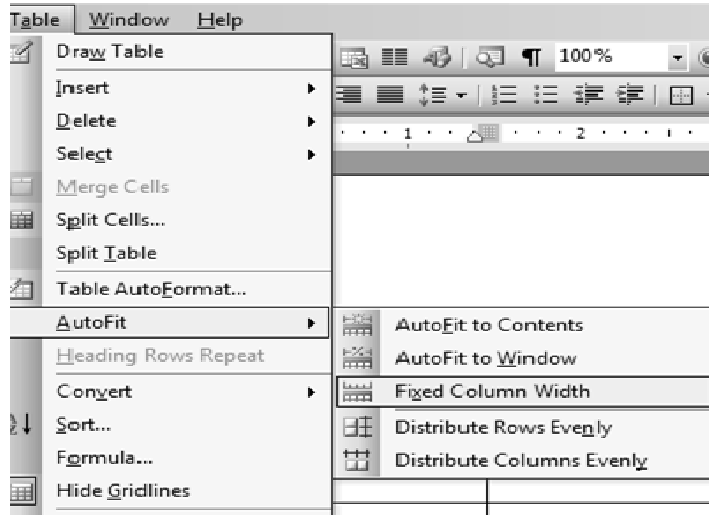 Table Window Help
Draw Table
100%
Insert
Delete
1 2
Select
Merge Cells
Split Cells...
Split Table
Table AutoFormat...
AutoFit
AutoFit to Contents
Heading Rows Repeat
AutoFit to Window
Convert
Fixed Column Width
Sort...
Distribute Rows Evenly
Formula...
Distribute Columns Evenly
Hide Gridlines